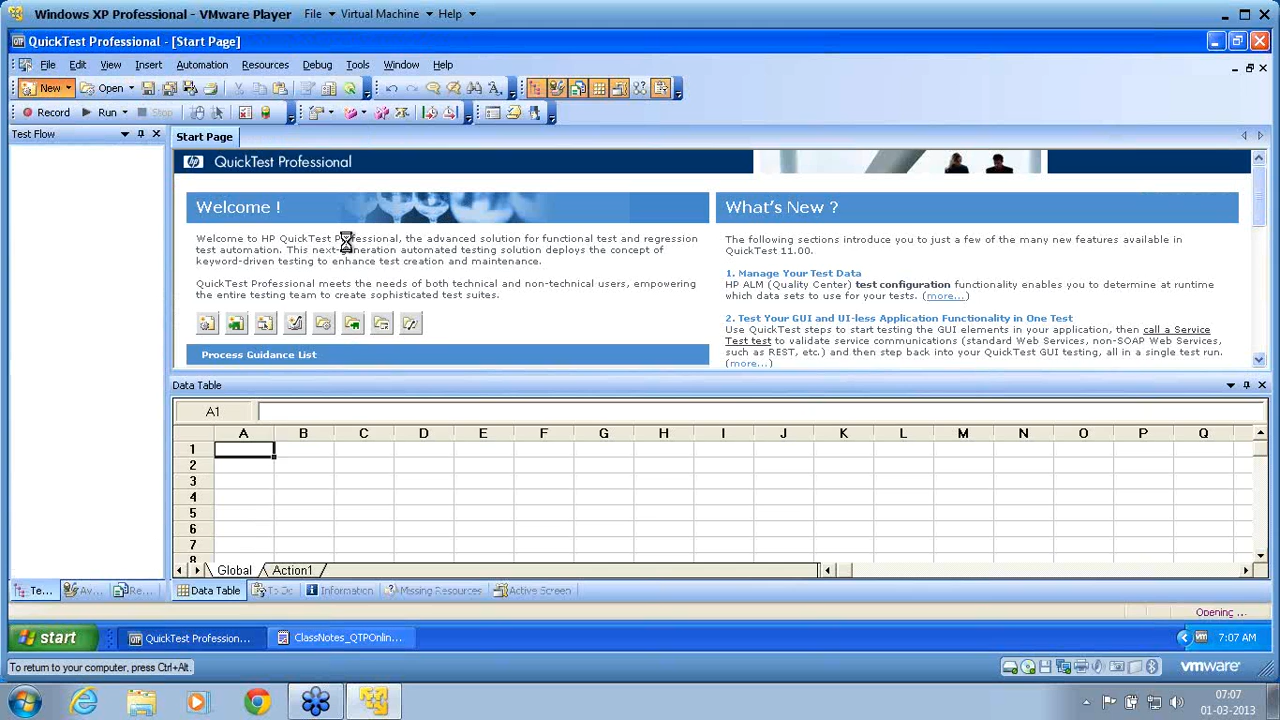 Windows XP Professional - VMware Player File Virtual Machine Help
QuickTest Professional - [Start Page]
File Edit View Insert Automation Resources Debug Tools Window Help
New Open
Record Run Stop
Test Flow
Start Page
QuickTest Professional
Welcome !
Welcome to HP QuickTest Professional, the advanced solution for functional test and regression
test automation. This next-generation automated testing solution deploys the concept of
keyword-driven testing to enhance test creation and maintenance.
QuickTest Professional meets the needs of both technical and non-technical users, empowering
the entire testing team to create sophisticated test suites.
Process Guidance List
What's New ?
The following sections introduce you to just a few of the many new features available in
QuickTest 11.00.
1. Manage Your Test Data
HP ALM (Quality Center) test configuration functionality enables you to determine at runtime
which data sets to use for your tests. (more...)
2. Test Your GUI and UI-less Application Functionality in One Test
Use QuickTest steps to start testing the GUI elements in your application, then call a Service
Test test to validate service communications (standard Web Services, non-SOAP Web Services,
such as REST, etc.) and then step back into your QuickTest GUI testing, all in a single test run.
(more...)
Data Table
A1
A B C D E F G H I J K L M N O P Q
1
2
3
4
5
6
7
8
Global Action1
Te... Av... Re... Data Table To Do Information Missing Resources Active Screen
Opening ...
start QuickTest Profession... ClassNotes_QTPOnlin... 7:07 AM
To return to your computer, press Ctrl+Alt. vmware
07:07
01-03-2013